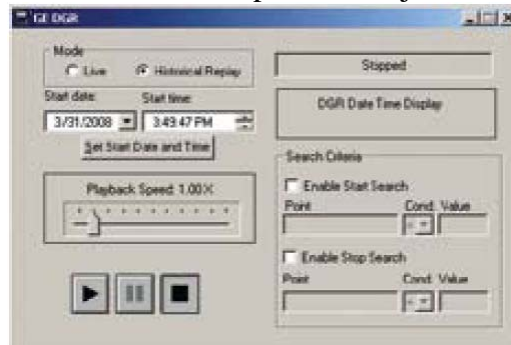 GE DGR
Mode
Live Historical Replay
Start date: Start time:
3/31/2008 3:49:47 PM
Set Start Date and Time
Playback Speed: 1.00X
Stopped
DGR Date Time Display
Search Criteria
Enable Start Search
Point Cond. Value
=
Enable Stop Search
Point Cond. Value
=